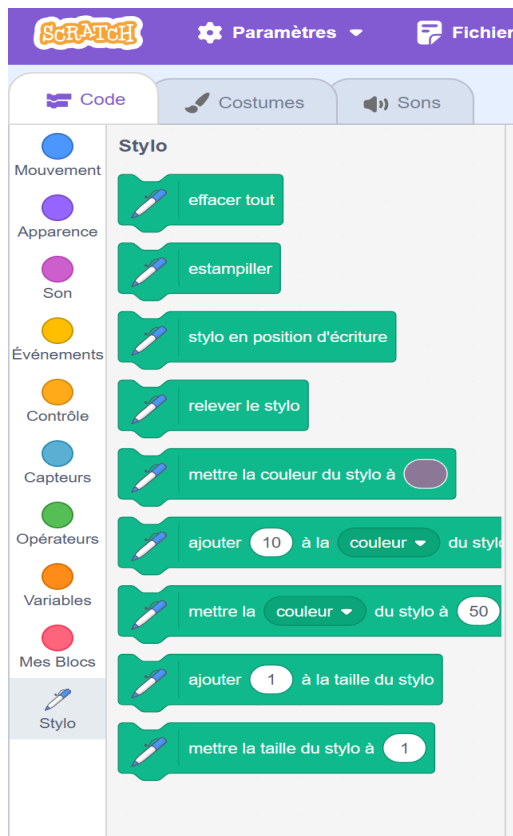 SCRATCH Paramètres Fichier
Code Costumes Sons
Mouvement
Apparence
Son
Événements
Contrôle
Capteurs
Opérateurs
Variables
Mes Blocs
Stylo
Stylo
effacer tout
estampiller
stylo en position d'écriture
relever le stylo
mettre la couleur du stylo à
ajouter 10 à la couleur du stylo
mettre la couleur du stylo à 50
ajouter 1 à la taille du stylo
mettre la taille du stylo à 1